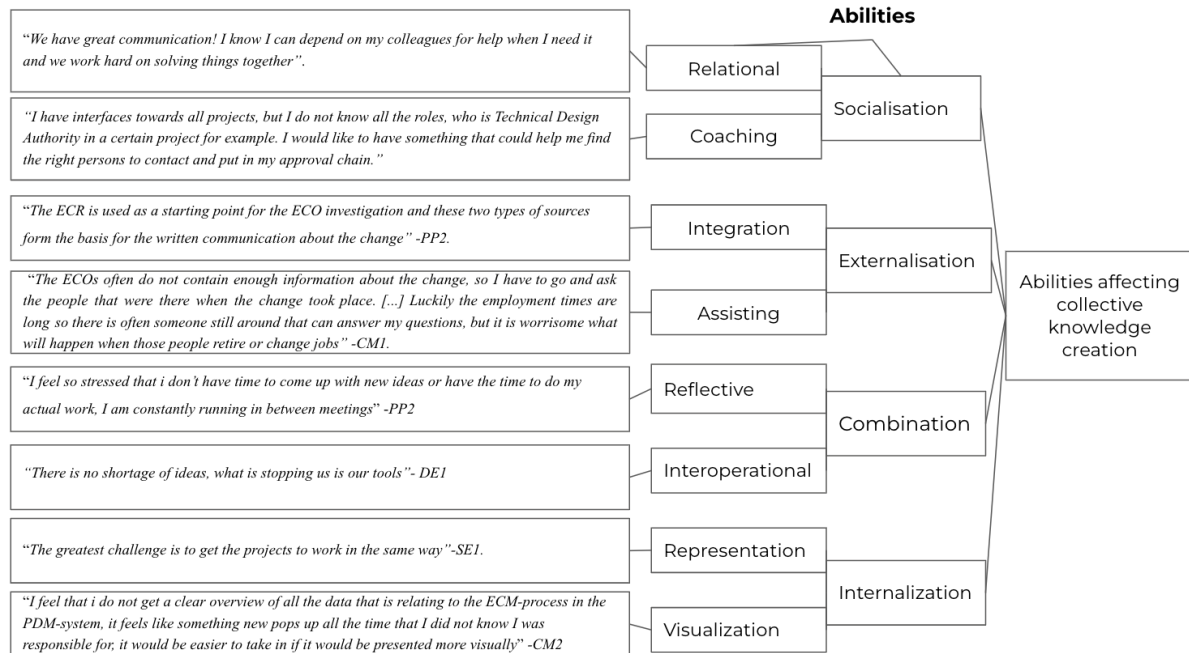 Abilities
“We have great communication! I know I can depend on my colleagues for help when I need it
and we work hard on solving things together”.
Relational
“I have interfaces towards all projects, but I do not know all the roles, who is Technical Design
Authority in a certain project for example. I would like to have something that could help me find
the right persons to contact and put in my approval chain.”
Coaching
Socialisation
“The ECR is used as a starting point for the ECO investigation and these two types of sources
form the basis for the written communication about the change” -PP2.
Integration
“The ECOs often do not contain enough information about the change, so I have to go and ask
the people that were there when the change took place. [...] Luckily the employment times are
long so there is often someone still around that can answer my questions, but it is worrisome what
will happen when those people retire or change jobs” -CM1.
Assisting
Externalisation
“I feel so stressed that i don’t have time to come up with new ideas or have the time to do my
actual work, I am constantly running in between meetings” -PP2
Reflective
“There is no shortage of ideas, what is stopping us is our tools”- DE1
Interoperational
Combination
“The greatest challenge is to get the projects to work in the same way”-SE1.
Representation
“I feel that i do not get a clear overview of all the data that is relating to the ECM-process in the
PDM-system, it feels like something new pops up all the time that I did not know I was
responsible for, it would be easier to take in if it would be presented more visually” -CM2
Visualization
Internalization
Abilities affecting
collective
knowledge
creation